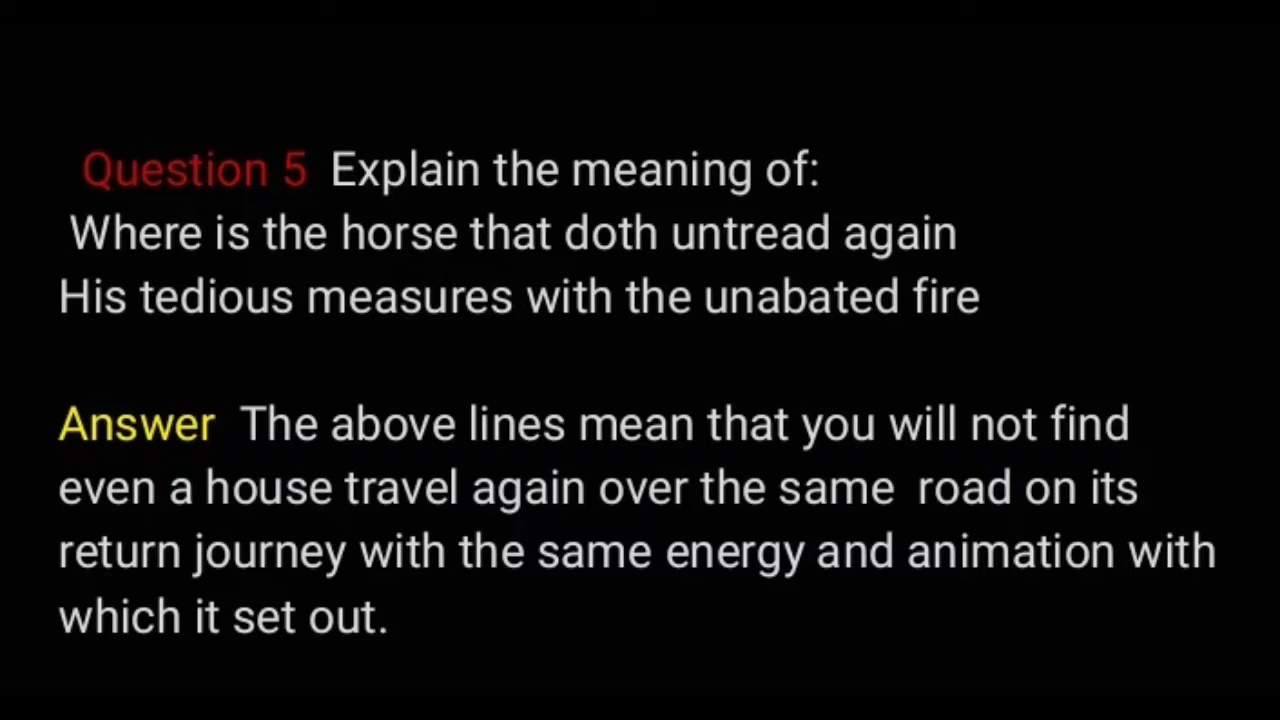 Question 5 Explain the meaning of:
Where is the horse that doth untread again
His tedious measures with the unabated fire
Answer The above lines mean that you will not find
even a house travel again over the same road on its
return journey with the same energy and animation with
which it set out.